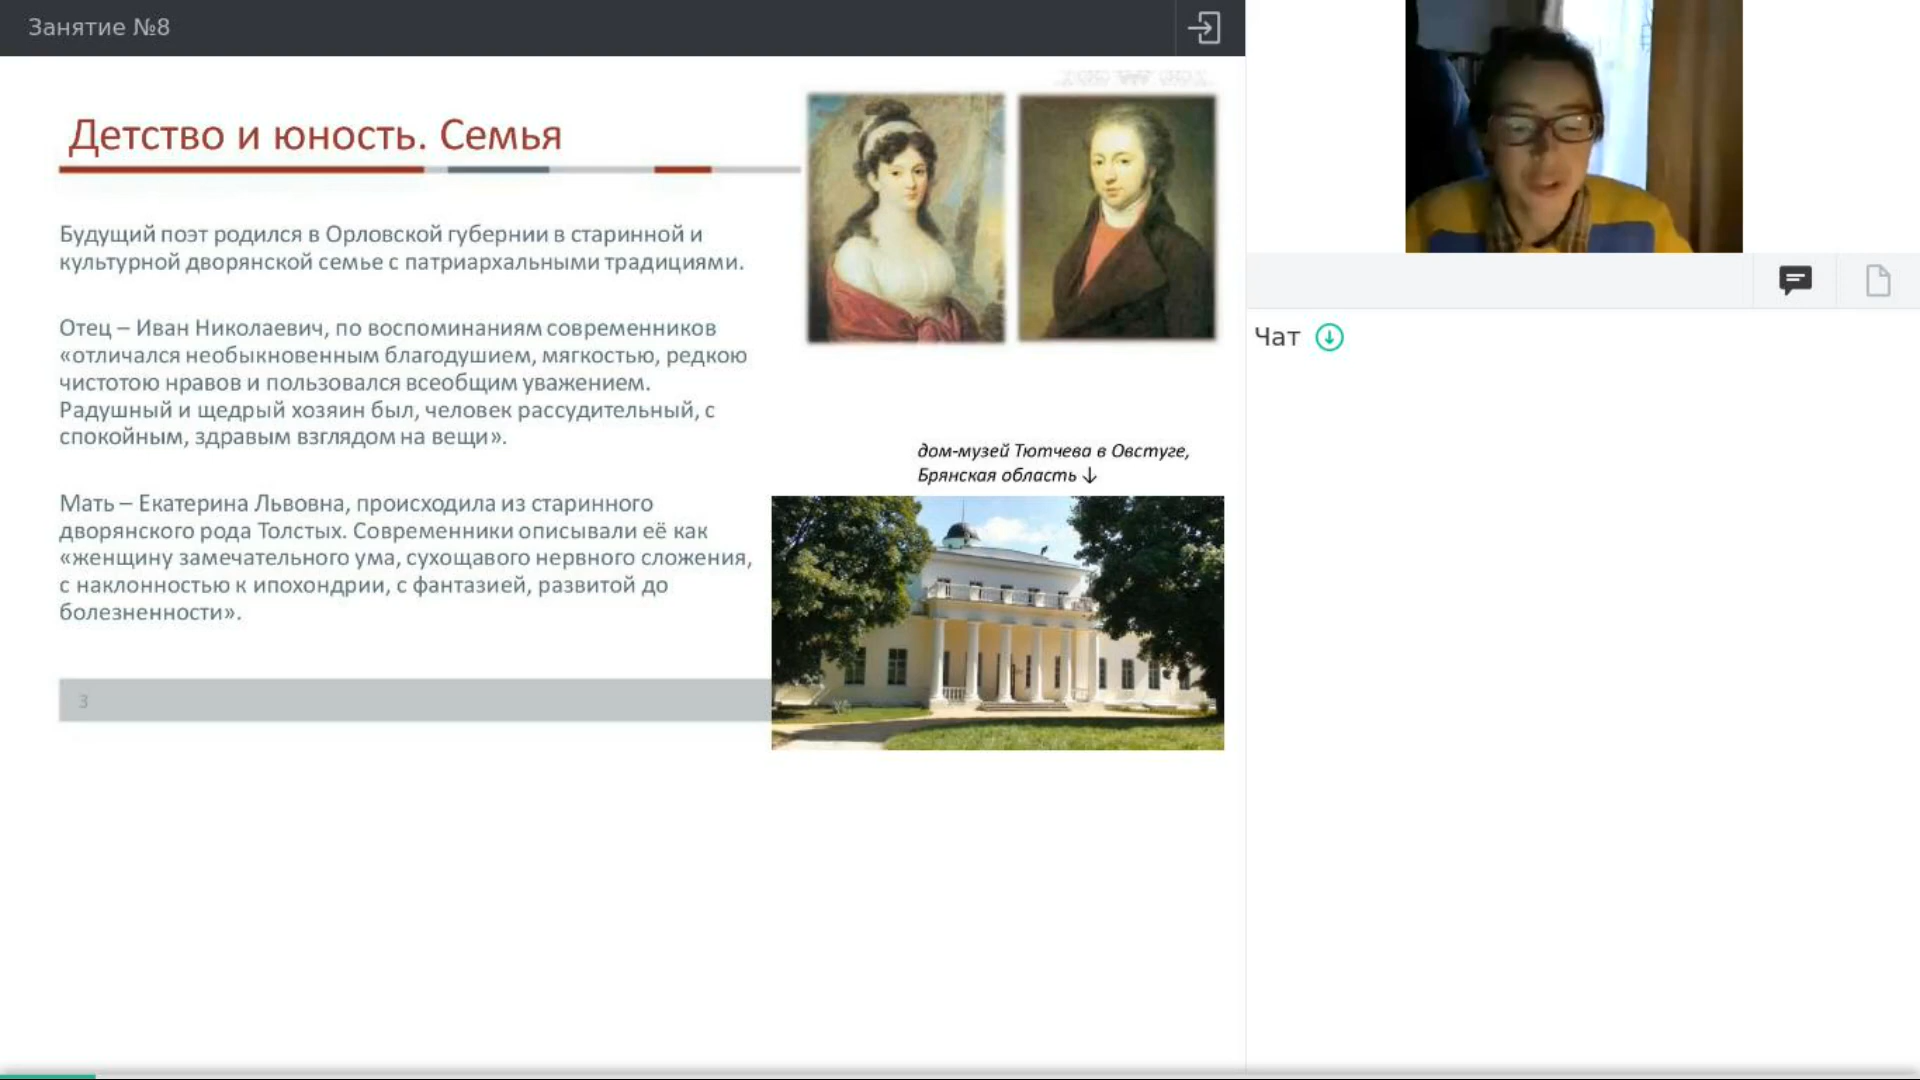 Занятие №8
Детство и юность. Семья
Будущий поэт родился в Орловской губернии в старинной и
культурной дворянской семье с патриархальными традициями.
Отец – Иван Николаевич, по воспоминаниям современников
«отличался необыкновенным благодушием, мягкостью, редкою
чистотою нравов и пользовался всеобщим уважением.
Радушный и щедрый хозяин был, человек рассудительный, с
спокойным, здравым взглядом на вещи».
Мать – Екатерина Львовна, происходила из старинного
дворянского рода Толстых. Современники описывали её как
«женщину замечательного ума, сухощавого нервного сложения,
с наклонностью к ипохондрии, с фантазией, развитой до
болезненности».
дом-музей Тютчева в Овстуге,
Брянская область ↓
3
Чат